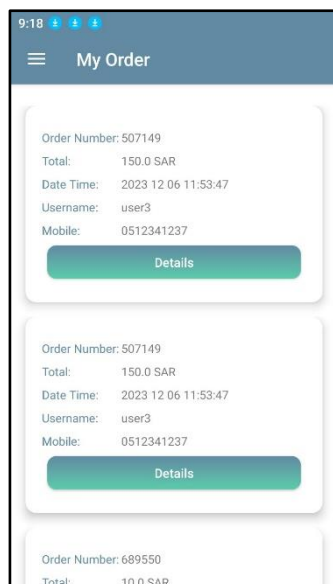 9:18
My Order
Order Number: 507149
Total: 150.0 SAR
Date Time: 2023 12 06 11:53:47
Username: user3
Mobile: 0512341237
Details
Order Number: 507149
Total: 150.0 SAR
Date Time: 2023 12 06 11:53:47
Username: user3
Mobile: 0512341237
Details
Order Number: 689550
Total: 10.0 SAR